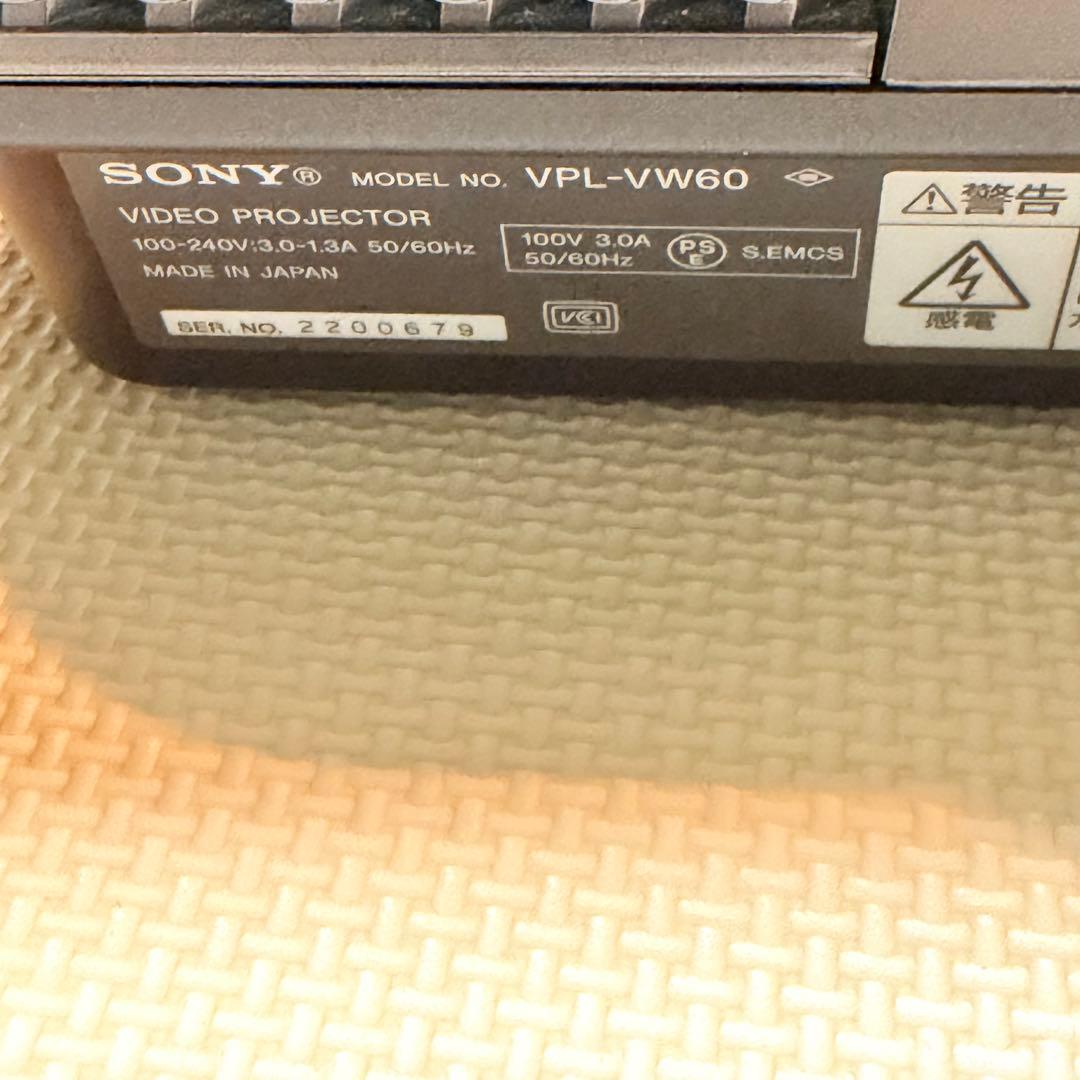 SONY® MODEL NO. VPL-VW60
VIDEO PROJECTOR
100-240V 3.0-1.3A 50/60Hz
MADE IN JAPAN
SER. NO. 2200679
100V 3.0A
50/60Hz
PS
E
S.EMCS
VCI
警告
感電